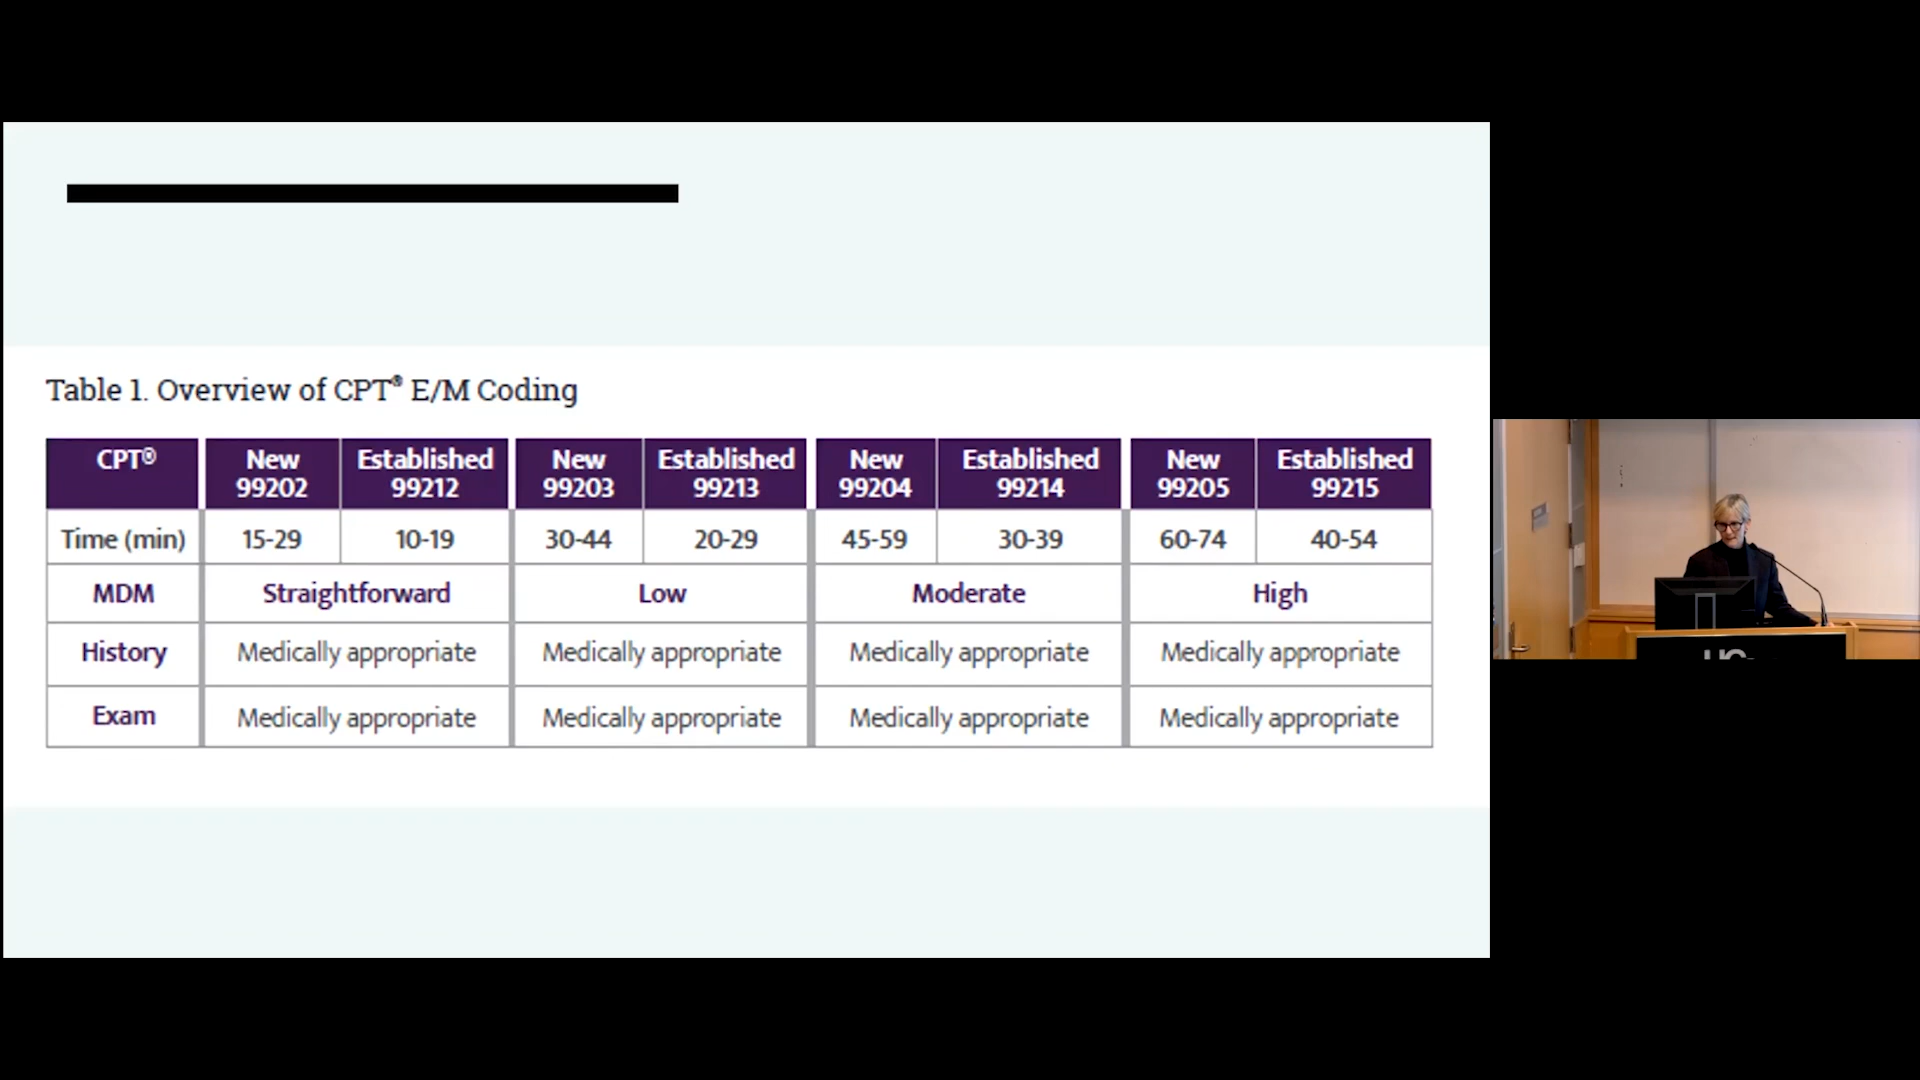 Table 1. Overview of CPT® E/M Coding
CPT® New 99202 Established 99212 New 99203 Established 99213 New 99204 Established 99214 New 99205 Established 99215
Time (min) 15-29 10-19 30-44 20-29 45-59 30-39 60-74 40-54
MDM Straightforward Low Moderate High
History Medically appropriate Medically appropriate Medically appropriate Medically appropriate
Exam Medically appropriate Medically appropriate Medically appropriate Medically appropriate